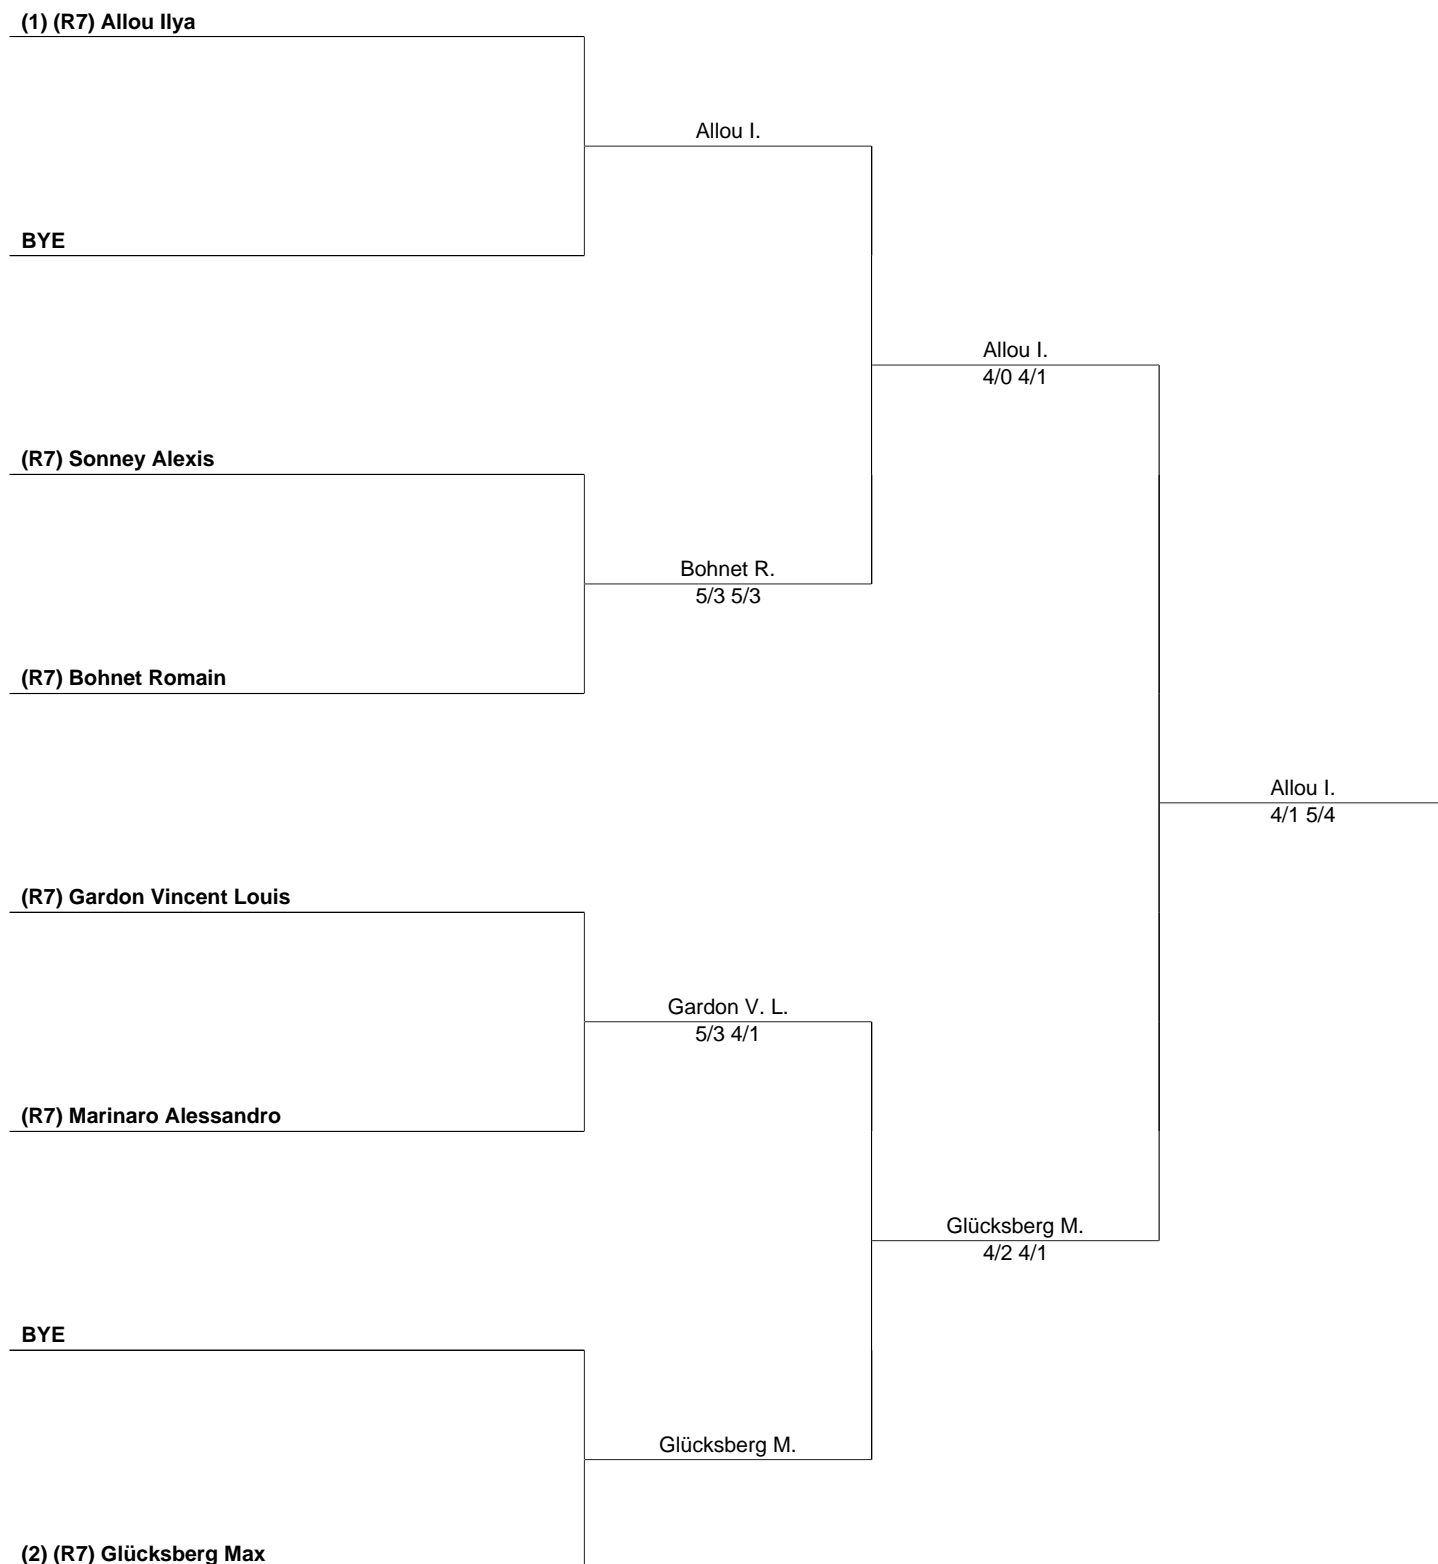 (1) (R7) Allou Ilya
Allou I.
BYE
Allou I.
4/0 4/1
(R7) Sonney Alexis
Bohnet R.
5/3 5/3
(R7) Bohnet Romain
Allou I.
4/1 5/4
(R7) Gardon Vincent Louis
Gardon V. L.
5/3 4/1
(R7) Marinaro Alessandro
Glücksberg M.
4/2 4/1
BYE
Glücksberg M.
(2) (R7) Glücksberg Max